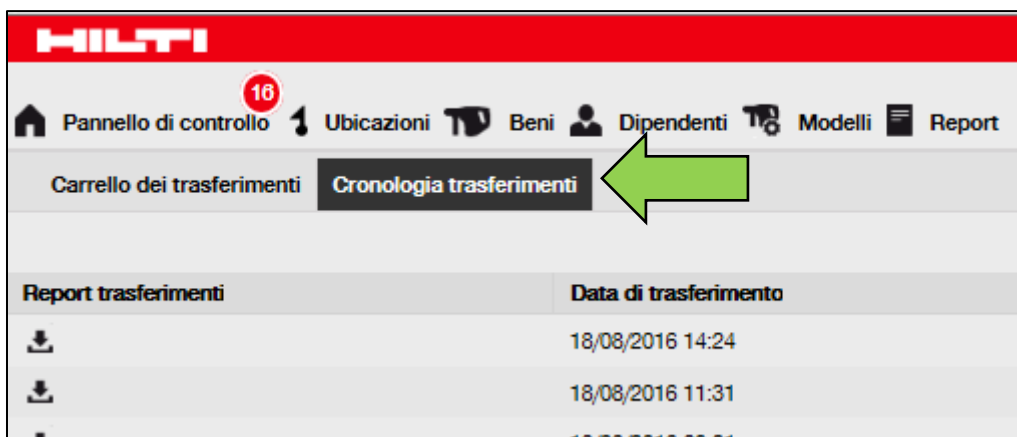 HILTI
16
Pannello di controllo Ubicazioni Beni Dipendenti Modelli Report
Carrello dei trasferimenti Cronologia trasferimenti
Report trasferimenti Data di trasferimento
18/08/2016 14:24
18/08/2016 11:31